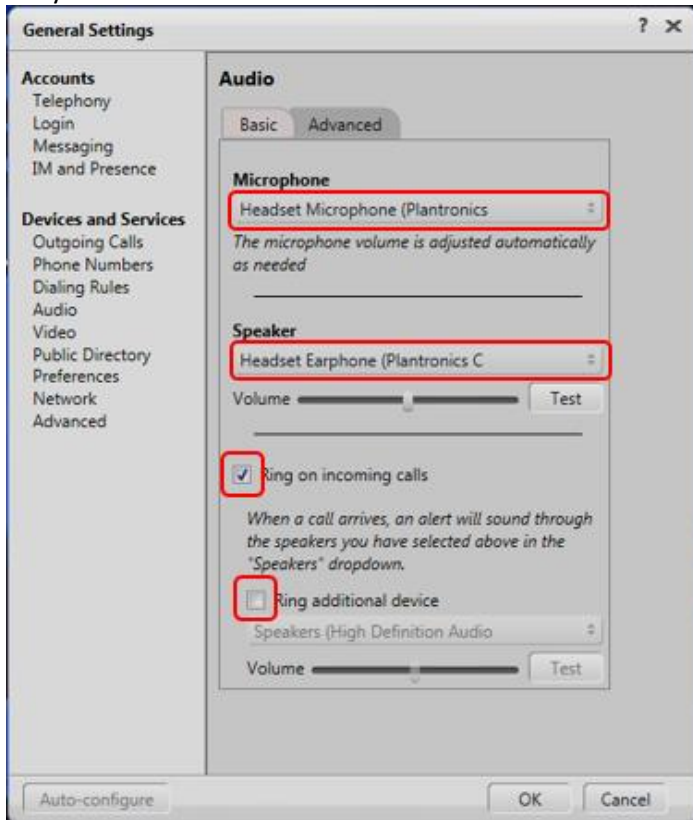 General Settings
? ×
Accounts
Telephony
Login
Messaging
IM and Presence
Devices and Services
Outgoing Calls
Phone Numbers
Dialing Rules
Audio
Video
Public Directory
Preferences
Network
Advanced
Audio
Basic Advanced
Microphone
Headset Microphone (Plantronics
The microphone volume is adjusted automatically
as needed
Speaker
Headset Earphone (Plantronics C
Volume Test
Ring on incoming calls
When a call arrives, an alert will sound through
the speakers you have selected above in the
"Speakers" dropdown.
Ring additional device
Speakers (High Definition Audio
Volume Test
Auto-configure OK Cancel